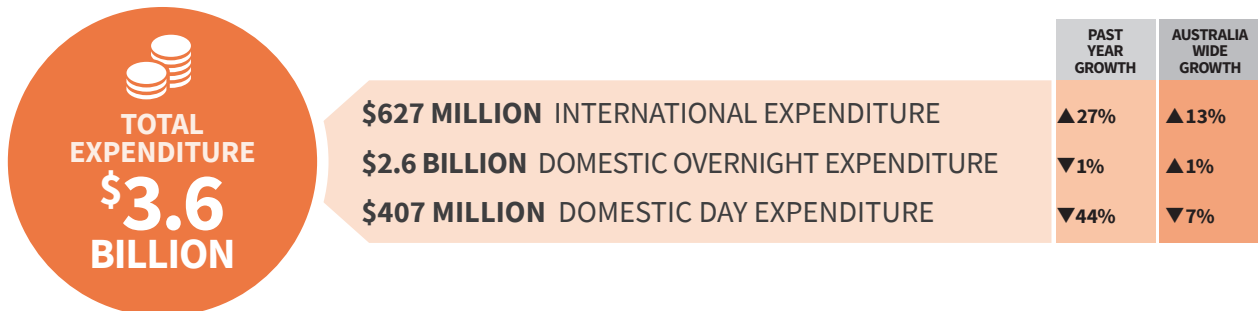 TOTAL
EXPENDITURE
$3.6
BILLION
PAST
YEAR
GROWTH
AUSTRALIA
WIDE
GROWTH
$627 MILLION INTERNATIONAL EXPENDITURE ▲27% ▲13%
$2.6 BILLION DOMESTIC OVERNIGHT EXPENDITURE ▼1% ▲1%
$407 MILLION DOMESTIC DAY EXPENDITURE ▼44% ▼7%